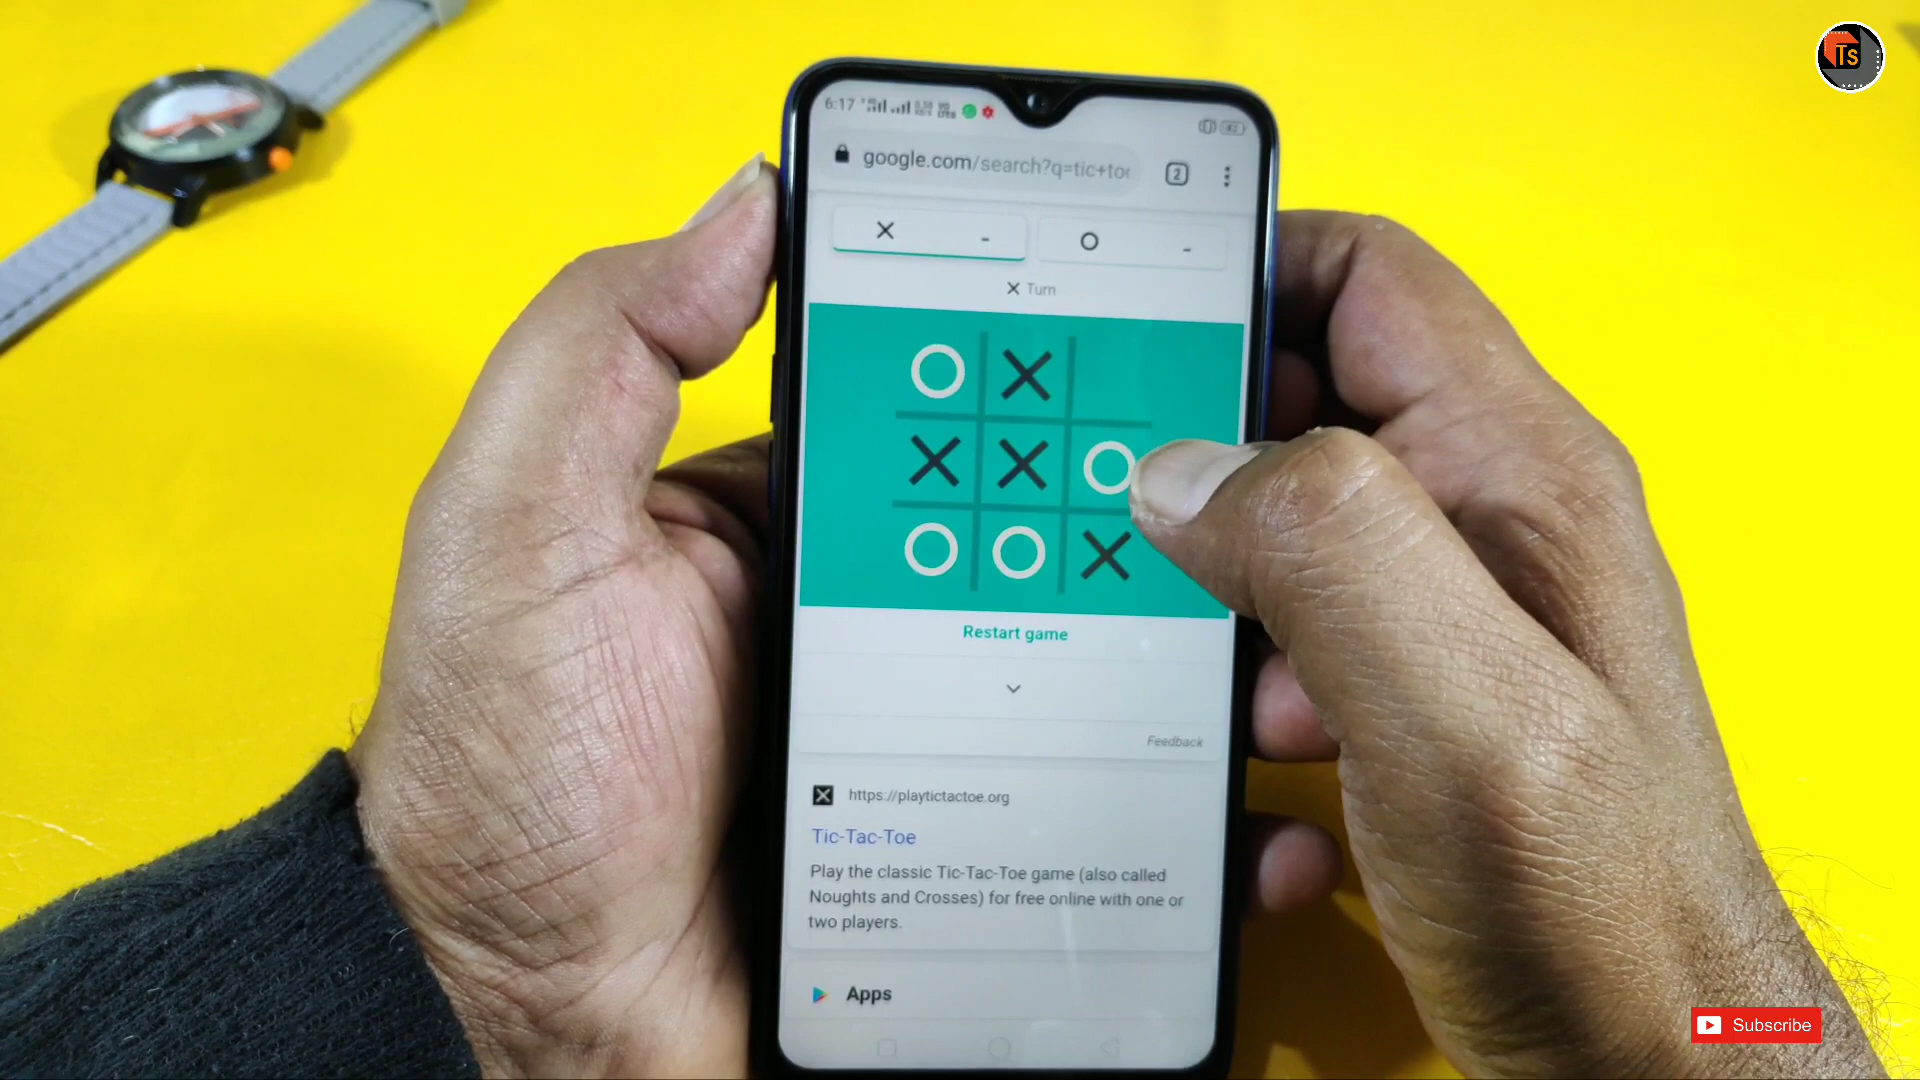 Ts
6:17
google.com/search?q=tic+toe
2
X - O -
X Turn
O X
X X O
O O X
Restart game
Feedback
https://playtictactoe.org
Tic-Tac-Toe
Play the classic Tic-Tac-Toe game (also called
Noughts and Crosses) for free online with one or
two players.
Apps
Subscribe